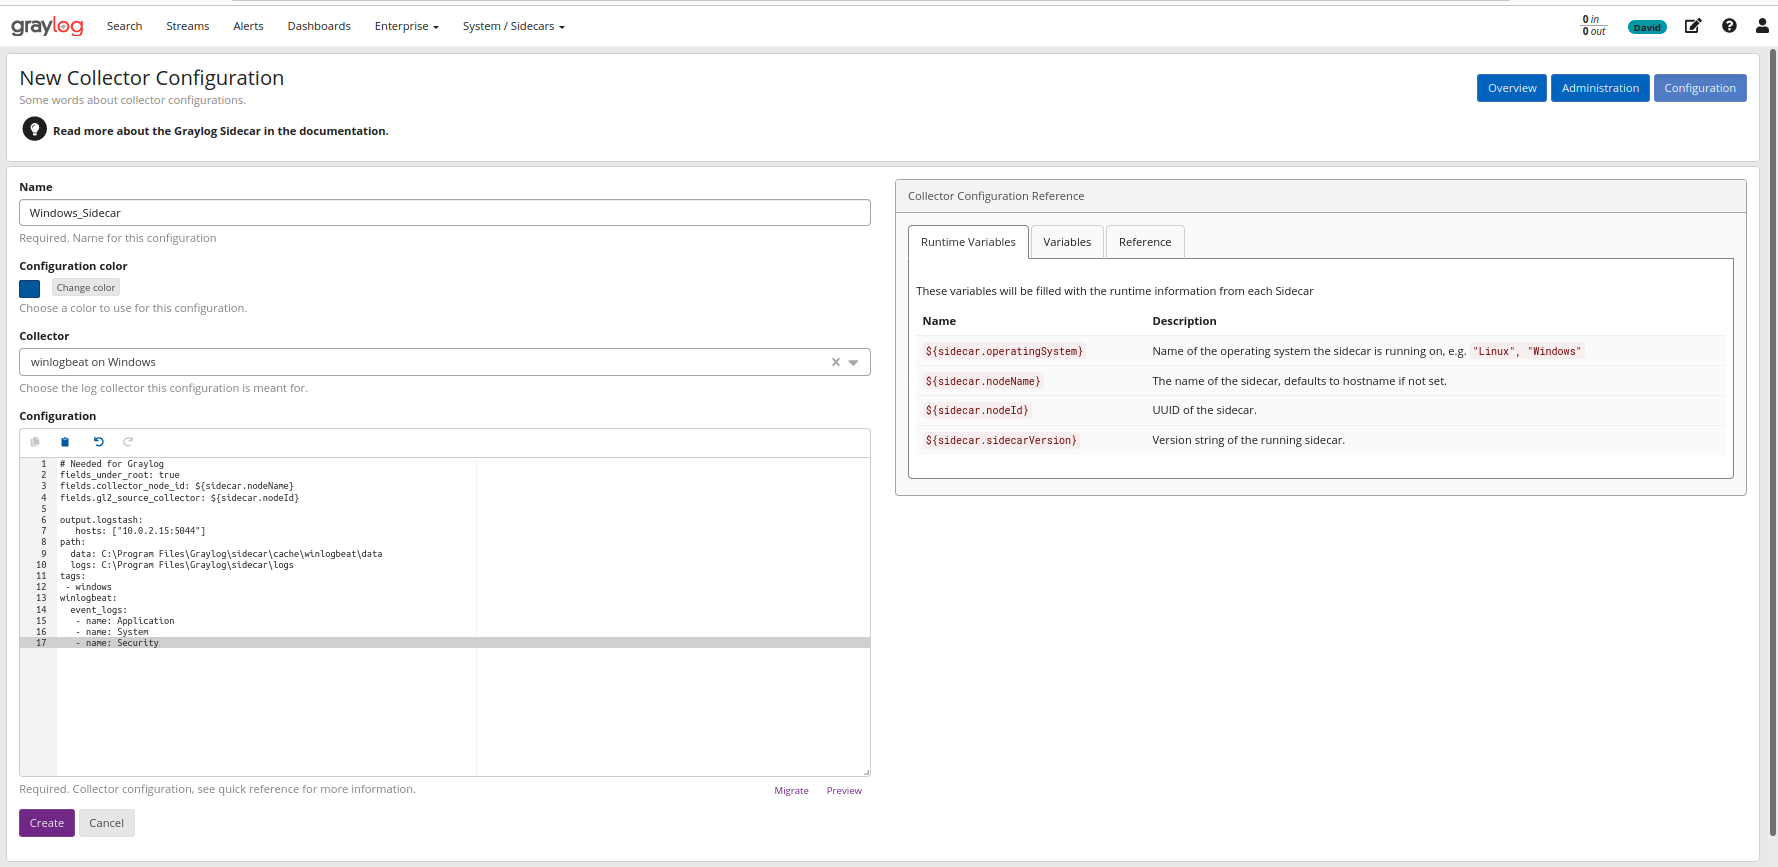 graylog
Search Streams Alerts Dashboards Enterprise System / Sidecars
0 in
0 out
David
New Collector Configuration
Some words about collector configurations.
Read more about the Graylog Sidecar in the documentation.
Overview Administration Configuration
Name
Windows_Sidecar
Required. Name for this configuration
Configuration color
Change color
Choose a color to use for this configuration.
Collector
winlogbeat on Windows
Choose the log collector this configuration is meant for.
Configuration
1 # Needed for Graylog
2 fields_under_root: true
3 fields.collector_node_id: ${sidecar.nodeName}
4 fields.gl2_source_collector: ${sidecar.nodeId}
5
6 output.logstash:
7 hosts: ["10.0.2.15:5044"]
8 path:
9 data: C:\Program Files\Graylog\sidecar\cache\winlogbeat\data
10 logs: C:\Program Files\Graylog\sidecar\logs
11 tags:
12 - windows
13 winlogbeat:
14 event_logs:
15 - name: Application
16 - name: System
17 - name: Security
Required. Collector configuration, see quick reference for more information.
Migrate Preview
Create Cancel
Collector Configuration Reference
Runtime Variables Variables Reference
These variables will be filled with the runtime information from each Sidecar
Name Description
${sidecar.operatingSystem} Name of the operating system the sidecar is running on, e.g. "Linux", "Windows"
${sidecar.nodeName} The name of the sidecar, defaults to hostname if not set.
${sidecar.nodeId} UUID of the sidecar.
${sidecar.sidecarVersion} Version string of the running sidecar.